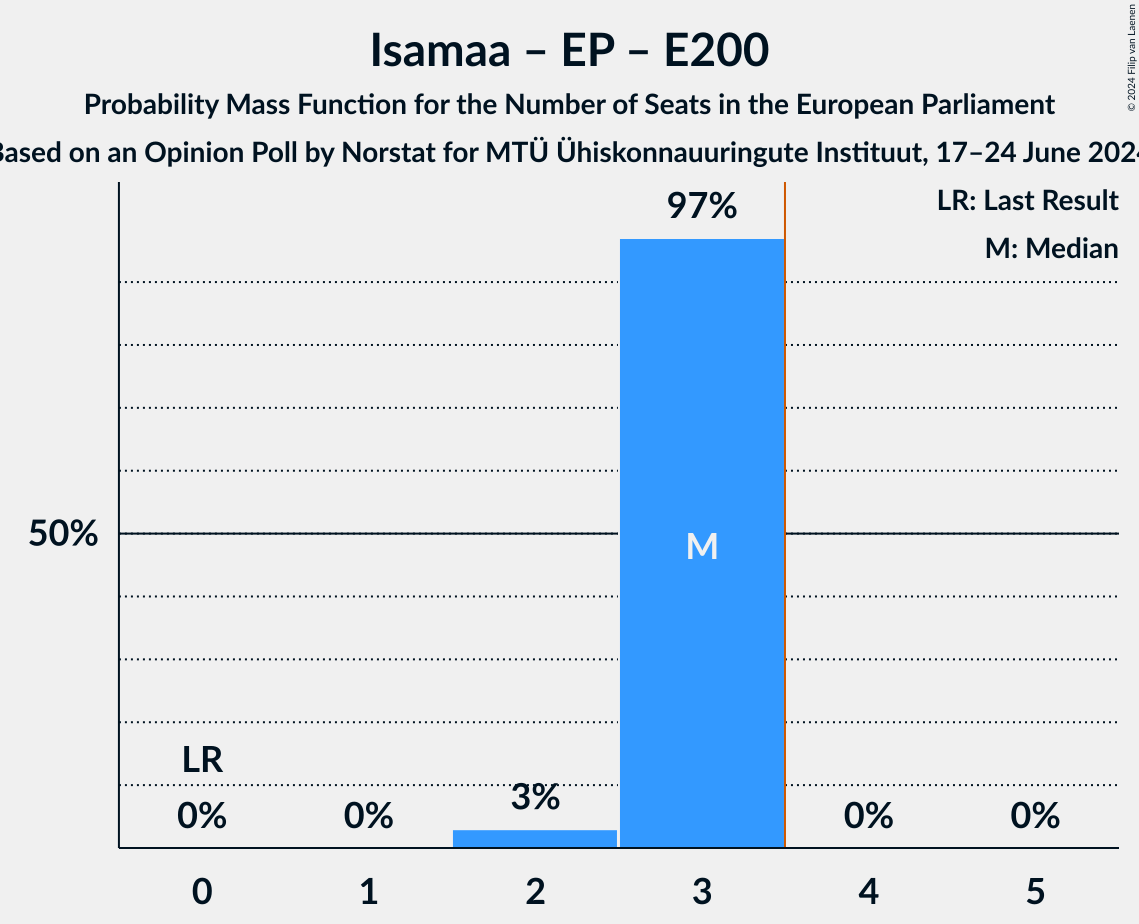 Isamaa – EP – E200
Probability Mass Function for the Number of Seats in the European Parliament
Based on an Opinion Poll by Norstat for MTÜ Ühiskonnauuringute Instituut, 17–24 June 2024
© 2024 Filip van Laenen
97%
LR: Last Result
M: Median
50%
M
LR
3%
0%
0%
0%
0%
0 1 2 3 4 5